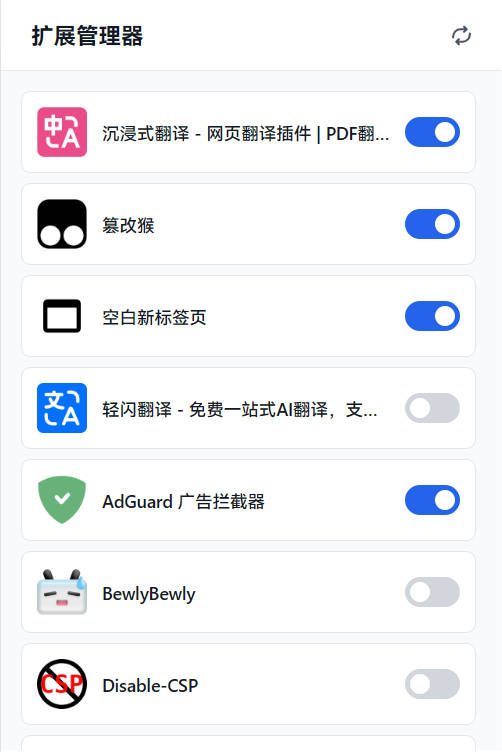 扩展管理器
中 A
沉浸式翻译 - 网页翻译插件 | PDF翻...
篡改猴
空白新标签页
文 A
轻闪翻译 - 免费一站式AI翻译，支...
AdGuard 广告拦截器
BewlyBewly
CSP
Disable-CSP